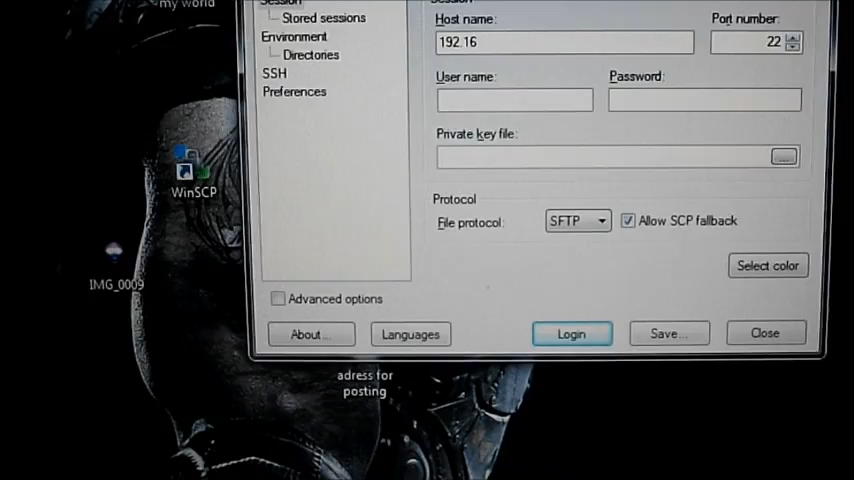 my world
Session
Stored sessions
Environment
Directories
SSH
Preferences
Session
Host name:
Port number:
192.16
22
User name:
Password:
Private key file:
...
Protocol
File protocol:
SFTP
Allow SCP fallback
Select color
Advanced options
About...
Languages
Login
Save...
Close
WinSCP
IMG_0009
adress for
posting